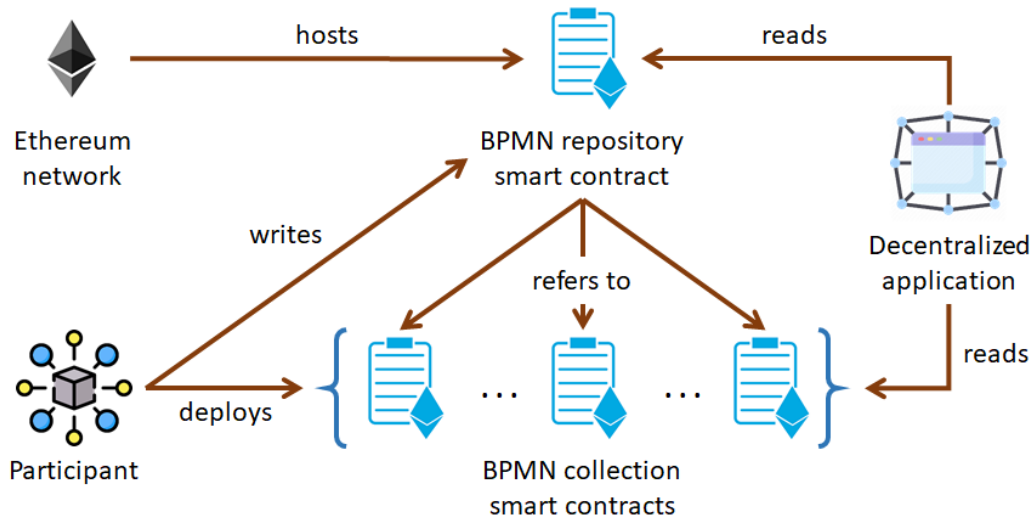 hosts
reads
Ethereum
network
BPMN repository
smart contract
writes
Decentralized
application
refers to
reads
deploys
... ...
Participant
BPMN collection
smart contracts